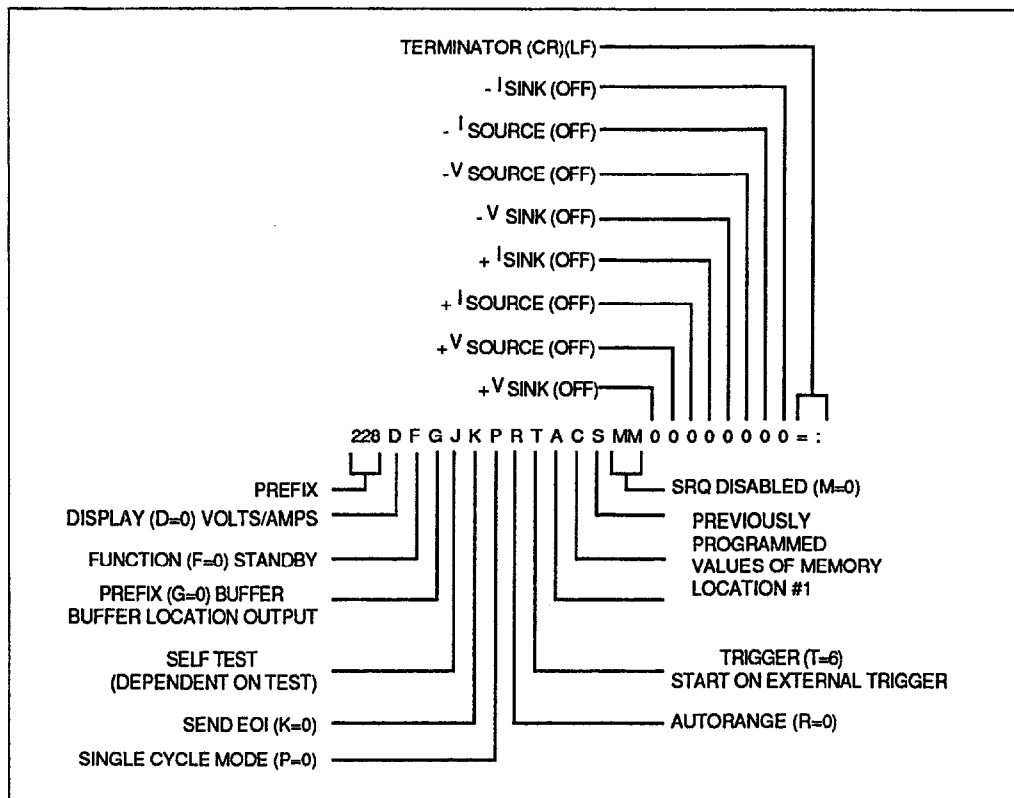 TERMINATOR (CR)(LF)
- I SINK (OFF)
- I SOURCE (OFF)
-V SOURCE (OFF)
- V SINK (OFF)
+ I SINK (OFF)
+ I SOURCE (OFF)
+V SOURCE (OFF)
+V SINK (OFF)
228 D F G J K P R T A C S MM 0 0 0 0 0 0 0 0 = :
PREFIX
SRQ DISABLED (M=0)
DISPLAY (D=0) VOLTS/AMPS
PREVIOUSLY
PROGRAMMED
VALUES OF MEMORY
LOCATION #1
FUNCTION (F=0) STANDBY
PREFIX (G=0) BUFFER
BUFFER LOCATION OUTPUT
SELF TEST
(DEPENDENT ON TEST)
TRIGGER (T=6)
START ON EXTERNAL TRIGGER
SEND EOI (K=0)
AUTORANGE (R=0)
SINGLE CYCLE MODE (P=0)